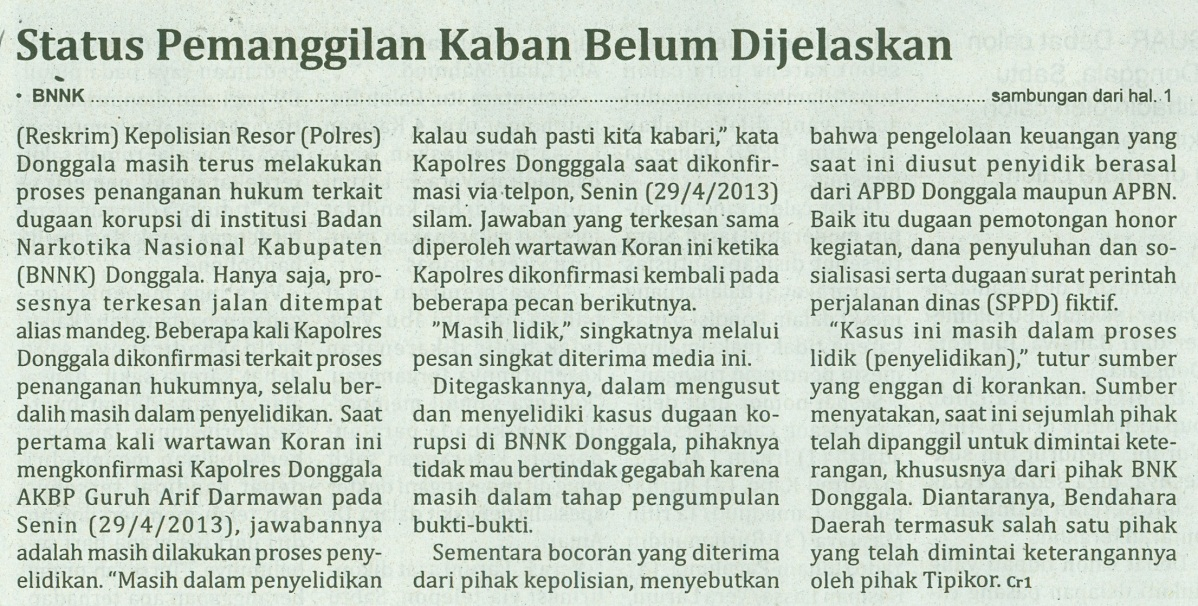 Status Pemanggilan Kaban Belum Dijelaskan
• BNNK ........ sambungan dari hal. 1
(Reskrim) Kepolisian Resor (Polres)
Donggala masih terus melakukan
proses penanganan hukum terkait
dugaan korupsi di institusi Badan
Narkotika Nasional Kabupaten
(BNNK) Donggala. Hanya saja, pro-
sesnya terkesan jalan ditempat
alias mandeg. Beberapa kali Kapolres
Donggala dikonfirmasi terkait proses
penanganan hukumnya, selalu ber-
dalih masih dalam penyelidikan. Saat
pertama kali wartawan Koran ini
mengkonfirmasi Kapolres Donggala
AKBP Guruh Arif Darmawan pada
Senin (29/4/2013), jawabannya
adalah masih dilakukan proses peny-
elidikan. “Masih dalam penyelidikan
kalau sudah pasti kita kabari,” kata
Kapolres Donggggala saat dikonfir-
masi via telpon, Senin (29/4/2013)
silam. Jawaban yang terkesan sama
diperoleh wartawan Koran ini ketika
Kapolres dikonfirmasi kembali pada
beberapa pecan berikutnya.
”Masih lidik,” singkatnya melalui
pesan singkat diterima media ini.
Ditegaskannya, dalam mengusut
dan menyelidiki kasus dugaan ko-
rupsi di BNNK Donggala, pihaknya
tidak mau bertindak gegabah karena
masih dalam tahap pengumpulan
bukti-bukti.
Sementara bocoran yang diterima
dari pihak kepolisian, menyebutkan
bahwa pengelolaan keuangan yang
saat ini diusut penyidik berasal
dari APBD Donggala maupun APBN.
Baik itu dugaan pemotongan honor
kegiatan, dana penyuluhan dan so-
sialisasi serta dugaan surat perintah
perjalanan dinas (SPPD) fiktif.
“Kasus ini masih dalam proses
lidik (penyelidikan),” tutur sumber
yang enggan di korankan. Sumber
menyatakan, saat ini sejumlah pihak
telah dipanggil untuk dimintai kete-
rangan, khususnya dari pihak BNK
Donggala. Diantaranya, Bendahara
Daerah termasuk salah satu pihak
yang telah dimintai keterangannya
oleh pihak Tipikor. Cr1